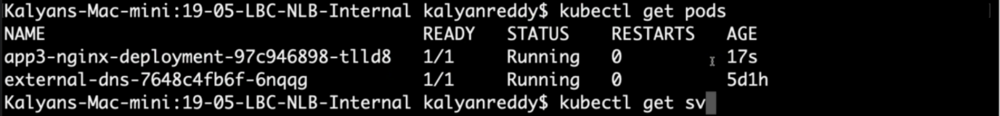 Kalyans-Mac-mini:19-05-LBC-NLB-Internal kalyanreddy$ kubectl get pods
NAME READY STATUS RESTARTS AGE
app3-nginx-deployment-97c946898-tlld8 1/1 Running 0 17s
external-dns-7648c4fb6f-6nqqg 1/1 Running 0 5d1h
Kalyans-Mac-mini:19-05-LBC-NLB-Internal kalyanreddy$ kubectl get sv